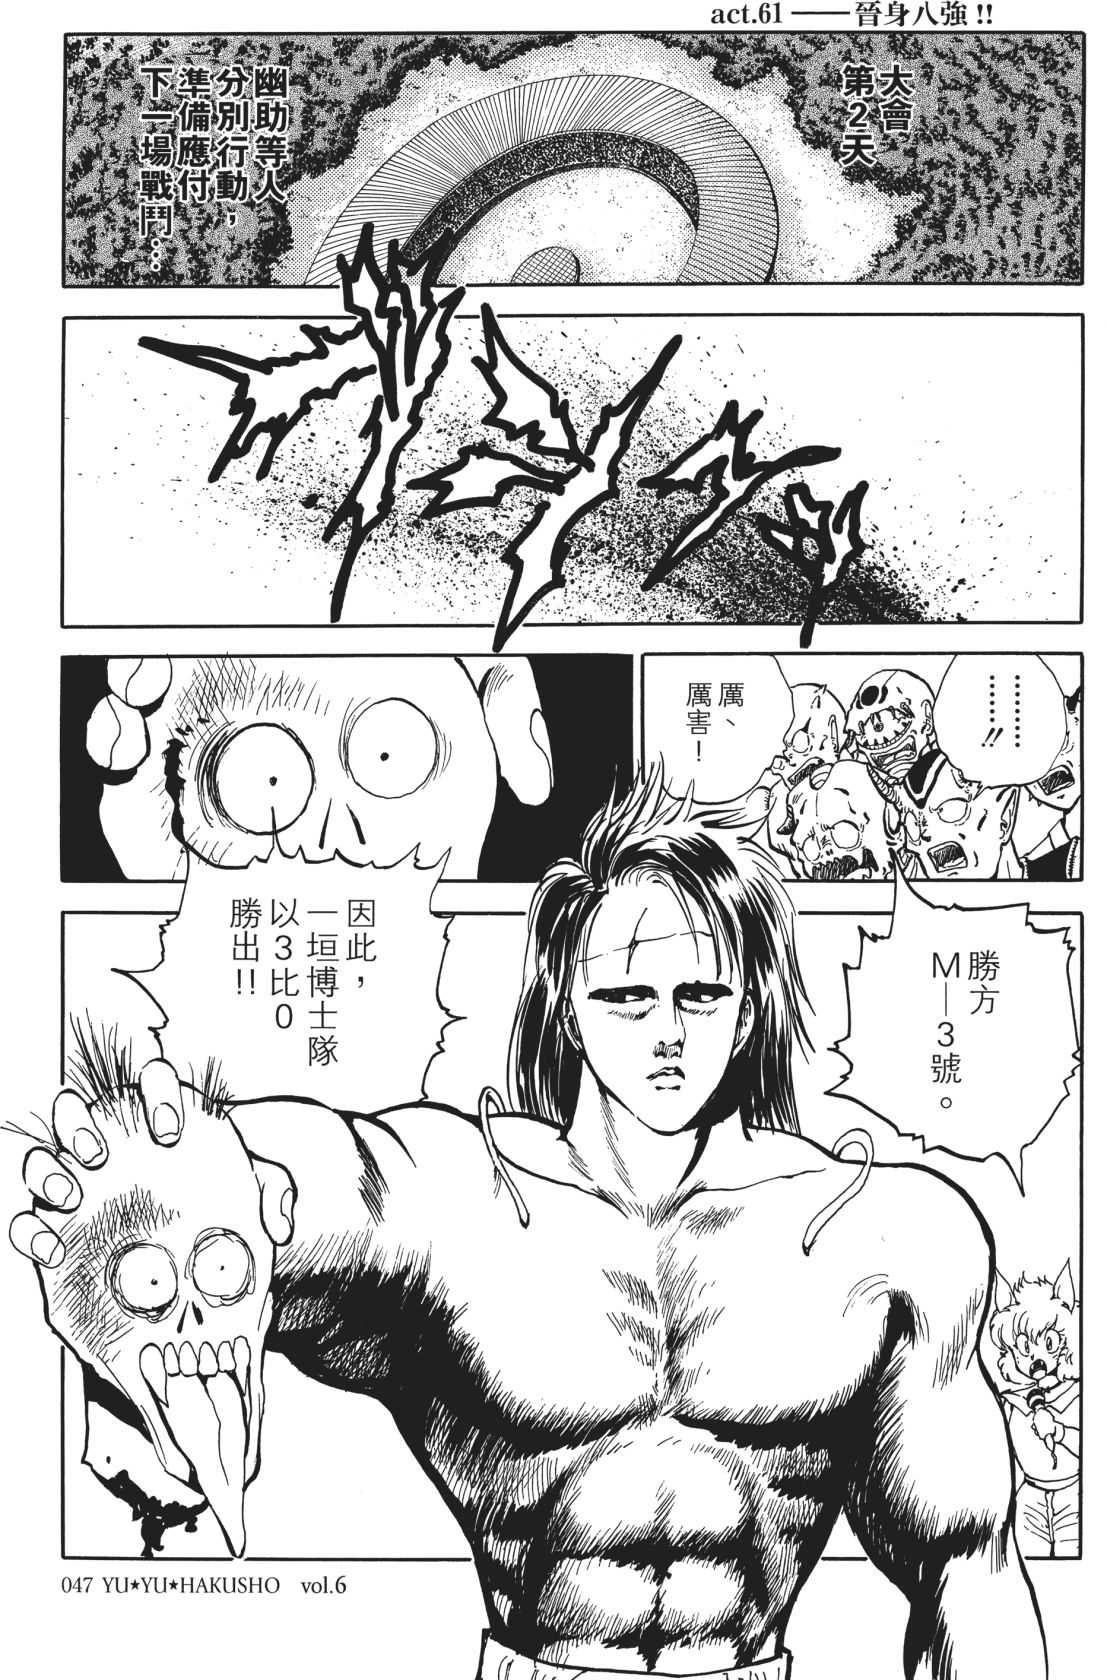 act.61——晉身八強!!
大會
第2天
幽助等人
分別行動，
準備應付
下一場戰鬥…
………!!
厲、
厲害！
勝方
M—3號。
因此，
一垣博士隊
以3比0
勝出!!
047 YU★YU★HAKUSHO vol.6